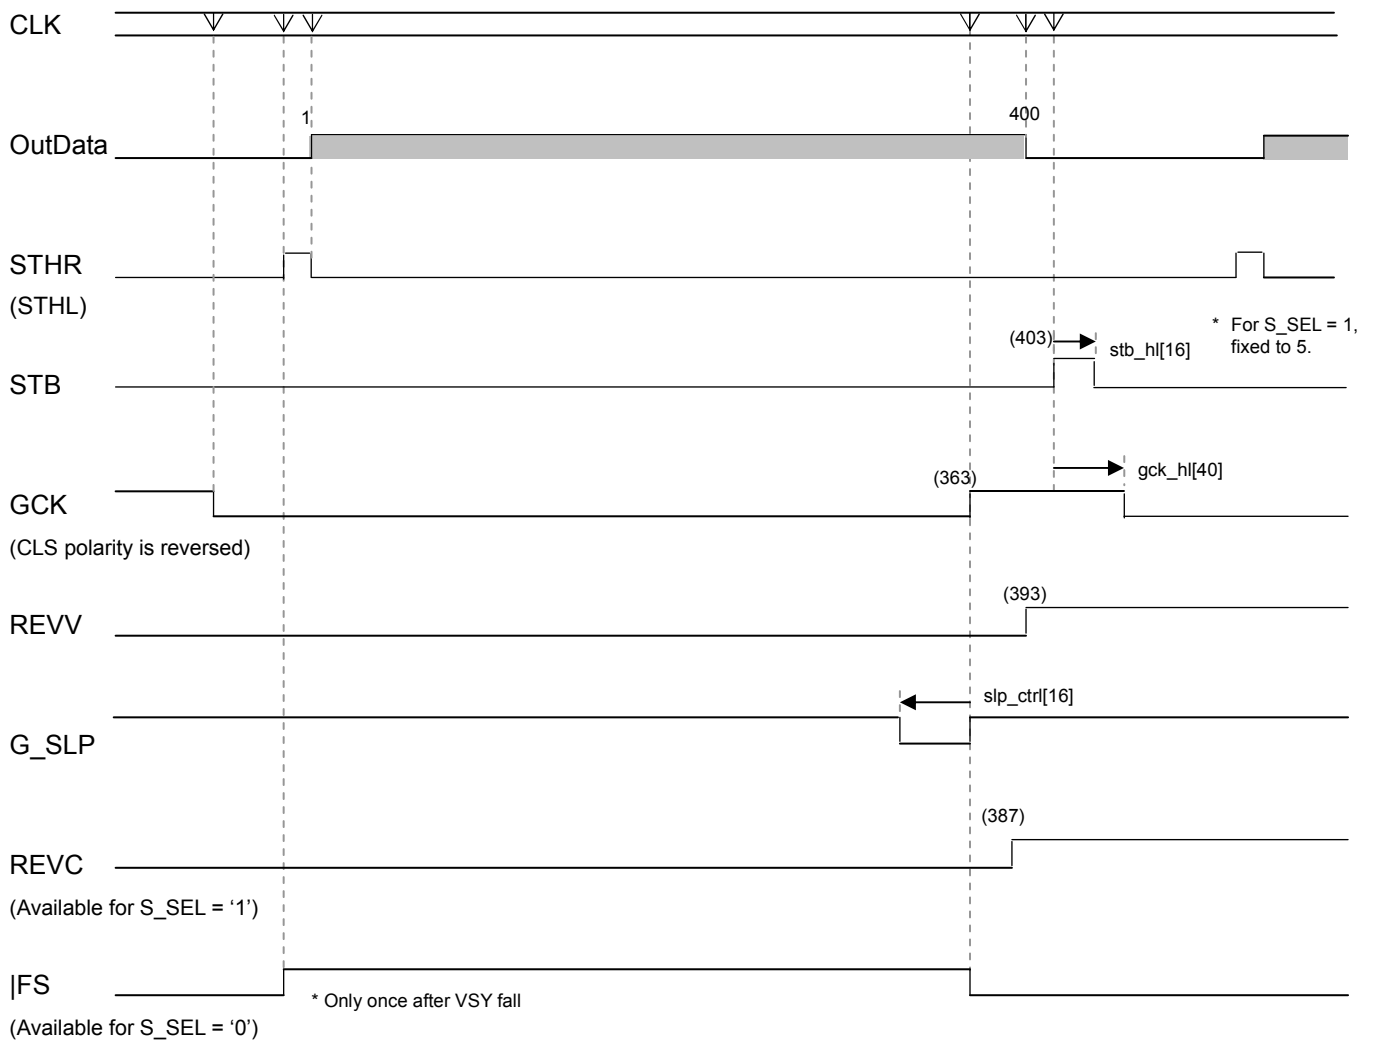 CLK
1
400
OutData
STHR
(STHL)
* For S_SEL = 1,
fixed to 5.
(403)
stb_hl[16]
STB
gck_hl[40]
(363)
GCK
(CLS polarity is reversed)
(393)
REVV
slp_ctrl[16]
G_SLP
(387)
REVC
(Available for S_SEL = ‘1’)
|FS
* Only once after VSY fall
(Available for S_SEL = ‘0’)